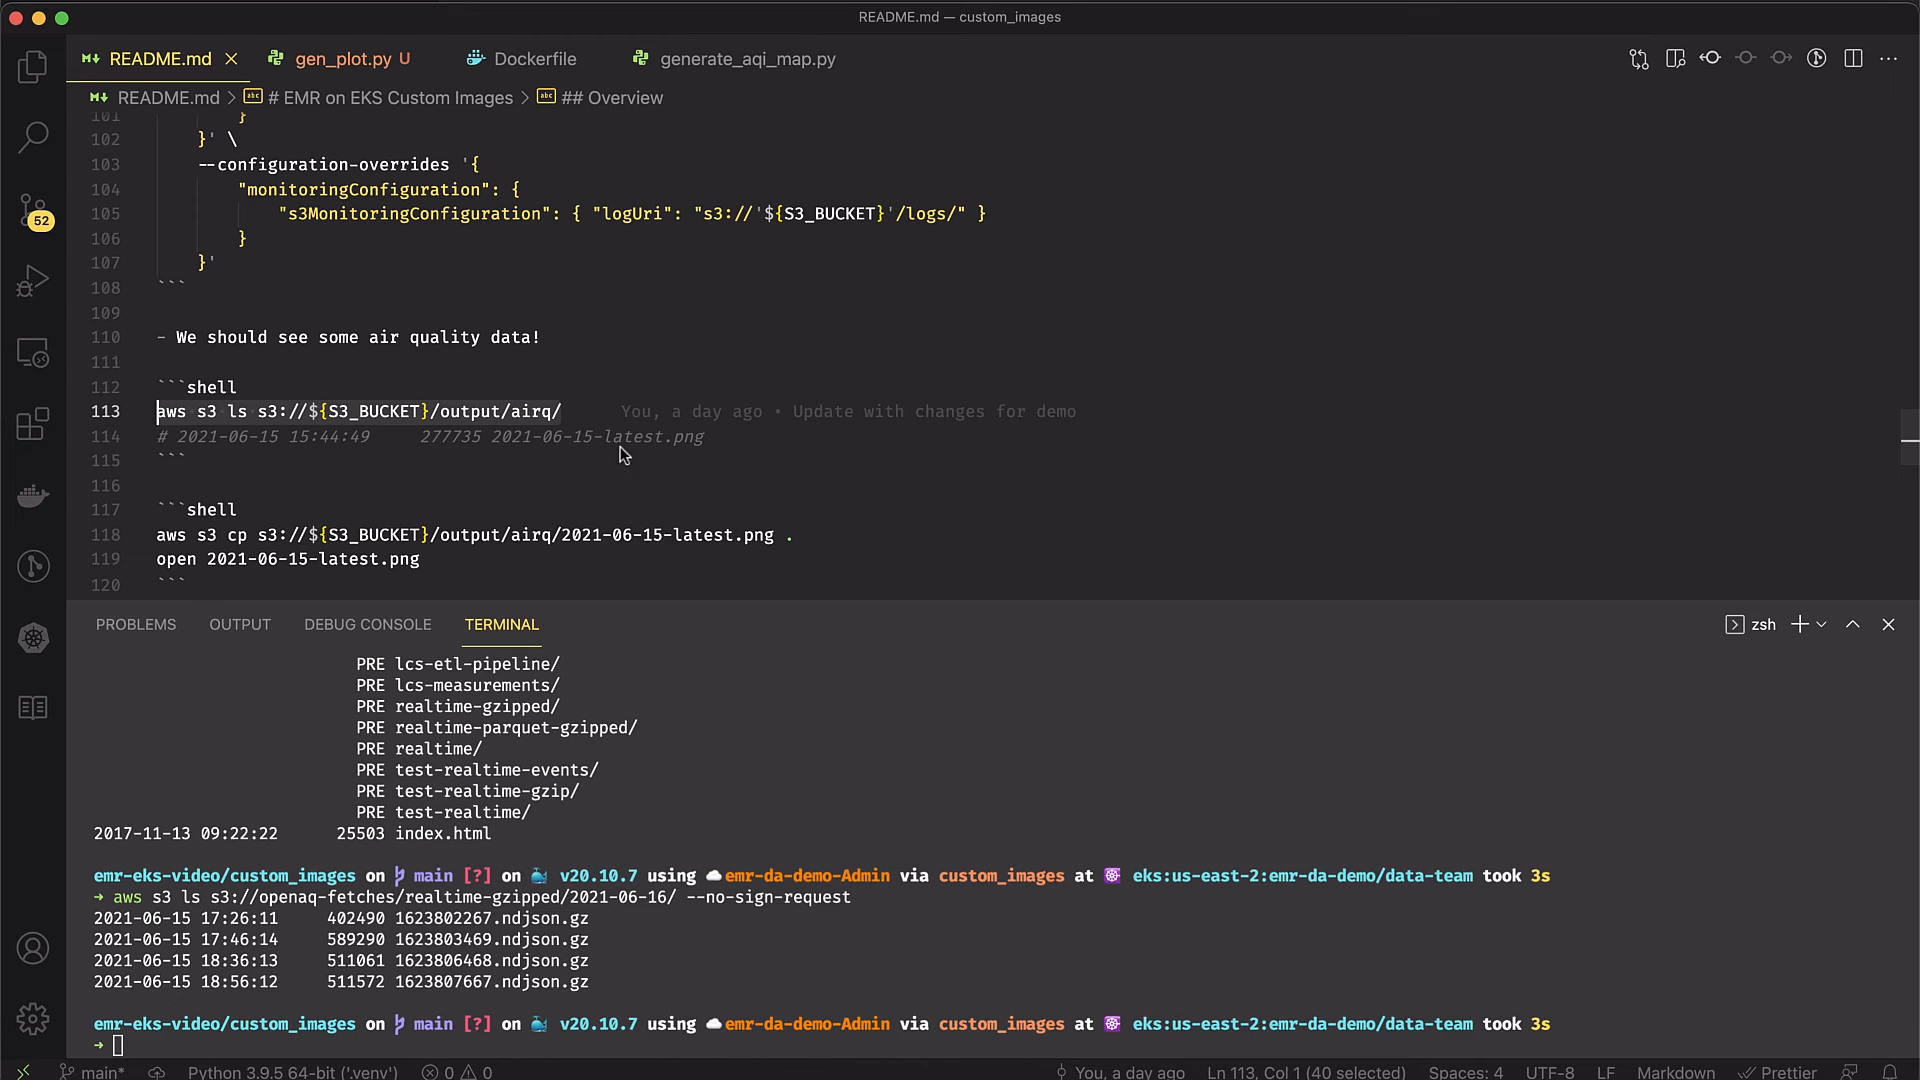 README.md — custom_images
README.md
gen_plot.py U
Dockerfile
generate_aqi_map.py
README.md > # EMR on EKS Custom Images > ## Overview
101 }
102 }' \
103 --configuration-overrides '{
104 "monitoringConfiguration": {
105 "s3MonitoringConfiguration": { "logUri": "s3://'${S3_BUCKET}'/logs/" }
106 }
107 }'
108 ```
109
110 - We should see some air quality data!
111
112 ```shell
113 aws s3 ls s3://${S3_BUCKET}/output/airq/ You, a day ago • Update with changes for demo
114 # 2021-06-15 15:44:49 277735 2021-06-15-latest.png
115 ```
116
117 ```shell
118 aws s3 cp s3://${S3_BUCKET}/output/airq/2021-06-15-latest.png .
119 open 2021-06-15-latest.png
120 ```
52
PROBLEMS OUTPUT DEBUG CONSOLE TERMINAL zsh
PRE lcs-etl-pipeline/
PRE lcs-measurements/
PRE realtime-gzipped/
PRE realtime-parquet-gzipped/
PRE realtime/
PRE test-realtime-events/
PRE test-realtime-gzip/
PRE test-realtime/
2017-11-13 09:22:22 25503 index.html
emr-eks-video/custom_images on main [?] on v20.10.7 using emr-da-demo-Admin via custom_images at eks:us-east-2:emr-da-demo/data-team took 3s
➜ aws s3 ls s3://openaq-fetches/realtime-gzipped/2021-06-16/ --no-sign-request
2021-06-15 17:26:11 402490 1623802267.ndjson.gz
2021-06-15 17:46:14 589290 1623803469.ndjson.gz
2021-06-15 18:36:13 511061 1623806468.ndjson.gz
2021-06-15 18:56:12 511572 1623807667.ndjson.gz
emr-eks-video/custom_images on main [?] on v20.10.7 using emr-da-demo-Admin via custom_images at eks:us-east-2:emr-da-demo/data-team took 3s
➜
main* Python 3.9.5 64-bit ('.venv') 0 0 You, a day ago Ln 113, Col 1 (40 selected) Spaces: 4 UTF-8 LF Markdown Prettier